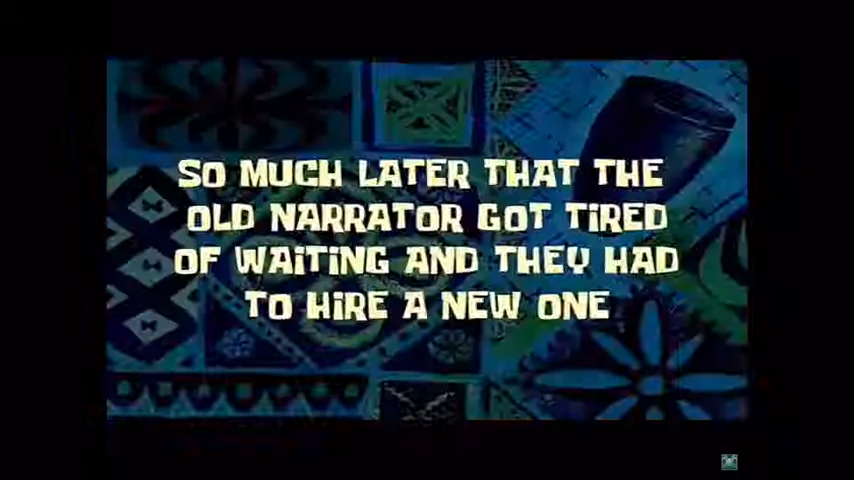 SO MUCH LATER THAT THE
OLD NARRATOR GOT TIRED
OF WAITING AND THEY HAD
TO HIRE A NEW ONE